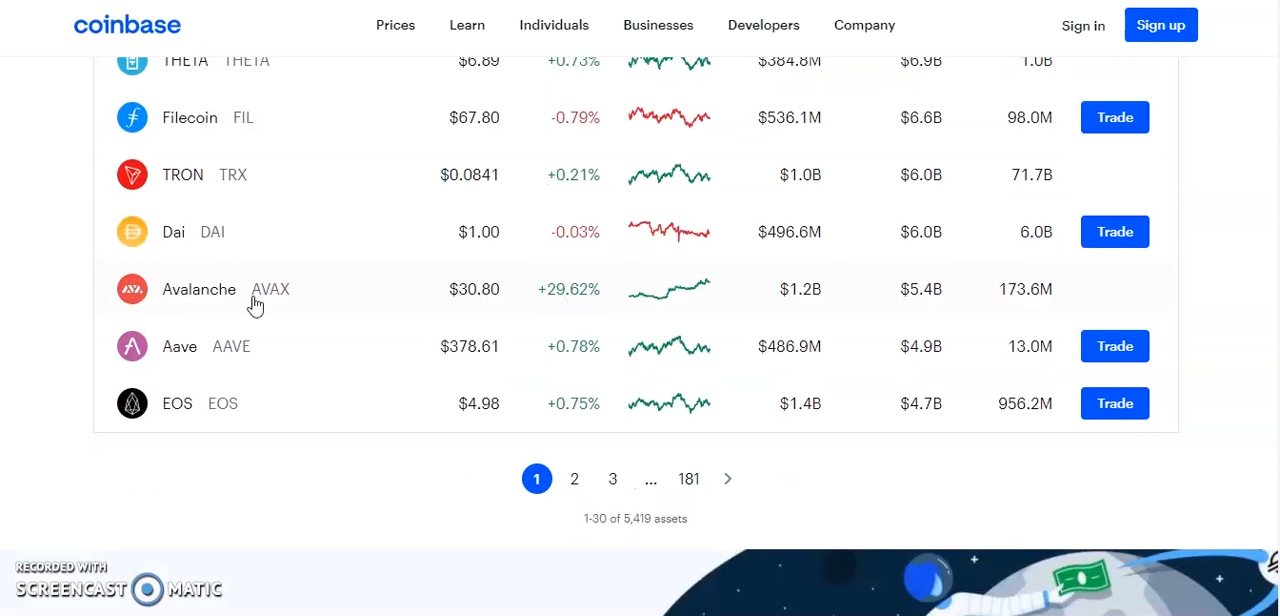 coinbase Prices Learn Individuals Businesses Developers Company Sign in Sign up
THETA THETA $6.89 +0.73% $384.8M $6.9B 1.0B
Filecoin FIL $67.80 -0.79% $536.1M $6.6B 98.0M Trade
TRON TRX $0.0841 +0.21% $1.0B $6.0B 71.7B
Dai DAI $1.00 -0.03% $496.6M $6.0B 6.0B Trade
Avalanche AVAX $30.80 +29.62% $1.2B $5.4B 173.6M
Aave AAVE $378.61 +0.78% $486.9M $4.9B 13.0M Trade
EOS EOS $4.98 +0.75% $1.4B $4.7B 956.2M Trade
1 2 3 ... 181 >
1-30 of 5,419 assets
RECORDED WITH
SCREENCAST MATIC